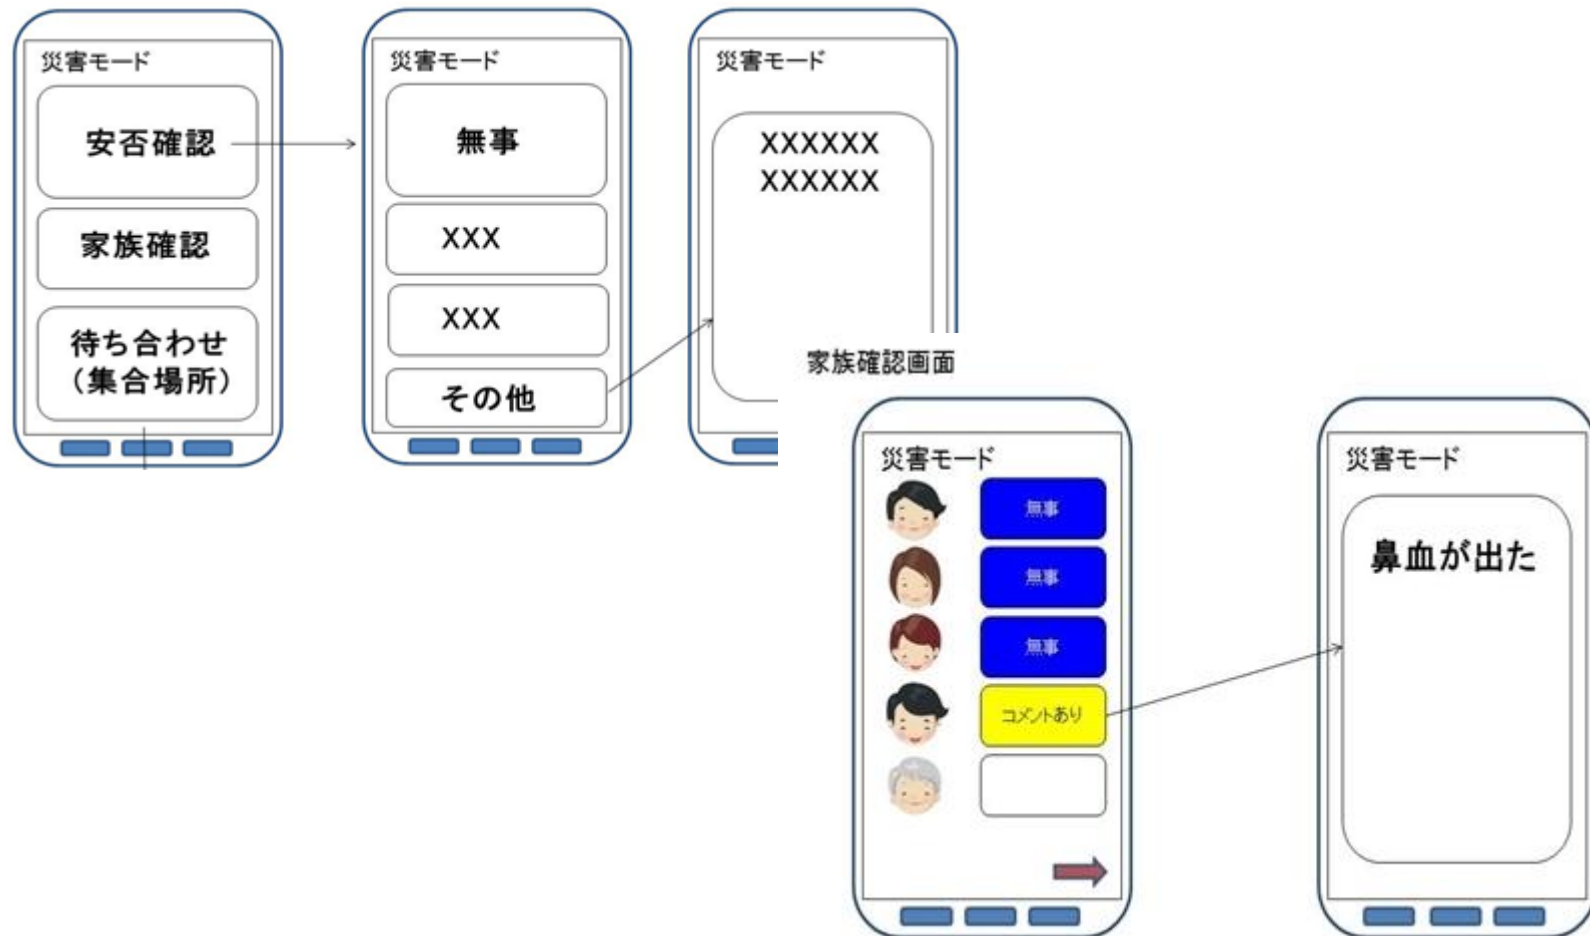 災害モード
安否確認
家族確認
待ち合わせ
（集合場所）
災害モード
無事
XXX
XXX
その他
災害モード
XXXXXX
XXXXXX
家族確認画面
災害モード
無事
無事
無事
コメントあり
災害モード
鼻血が出た